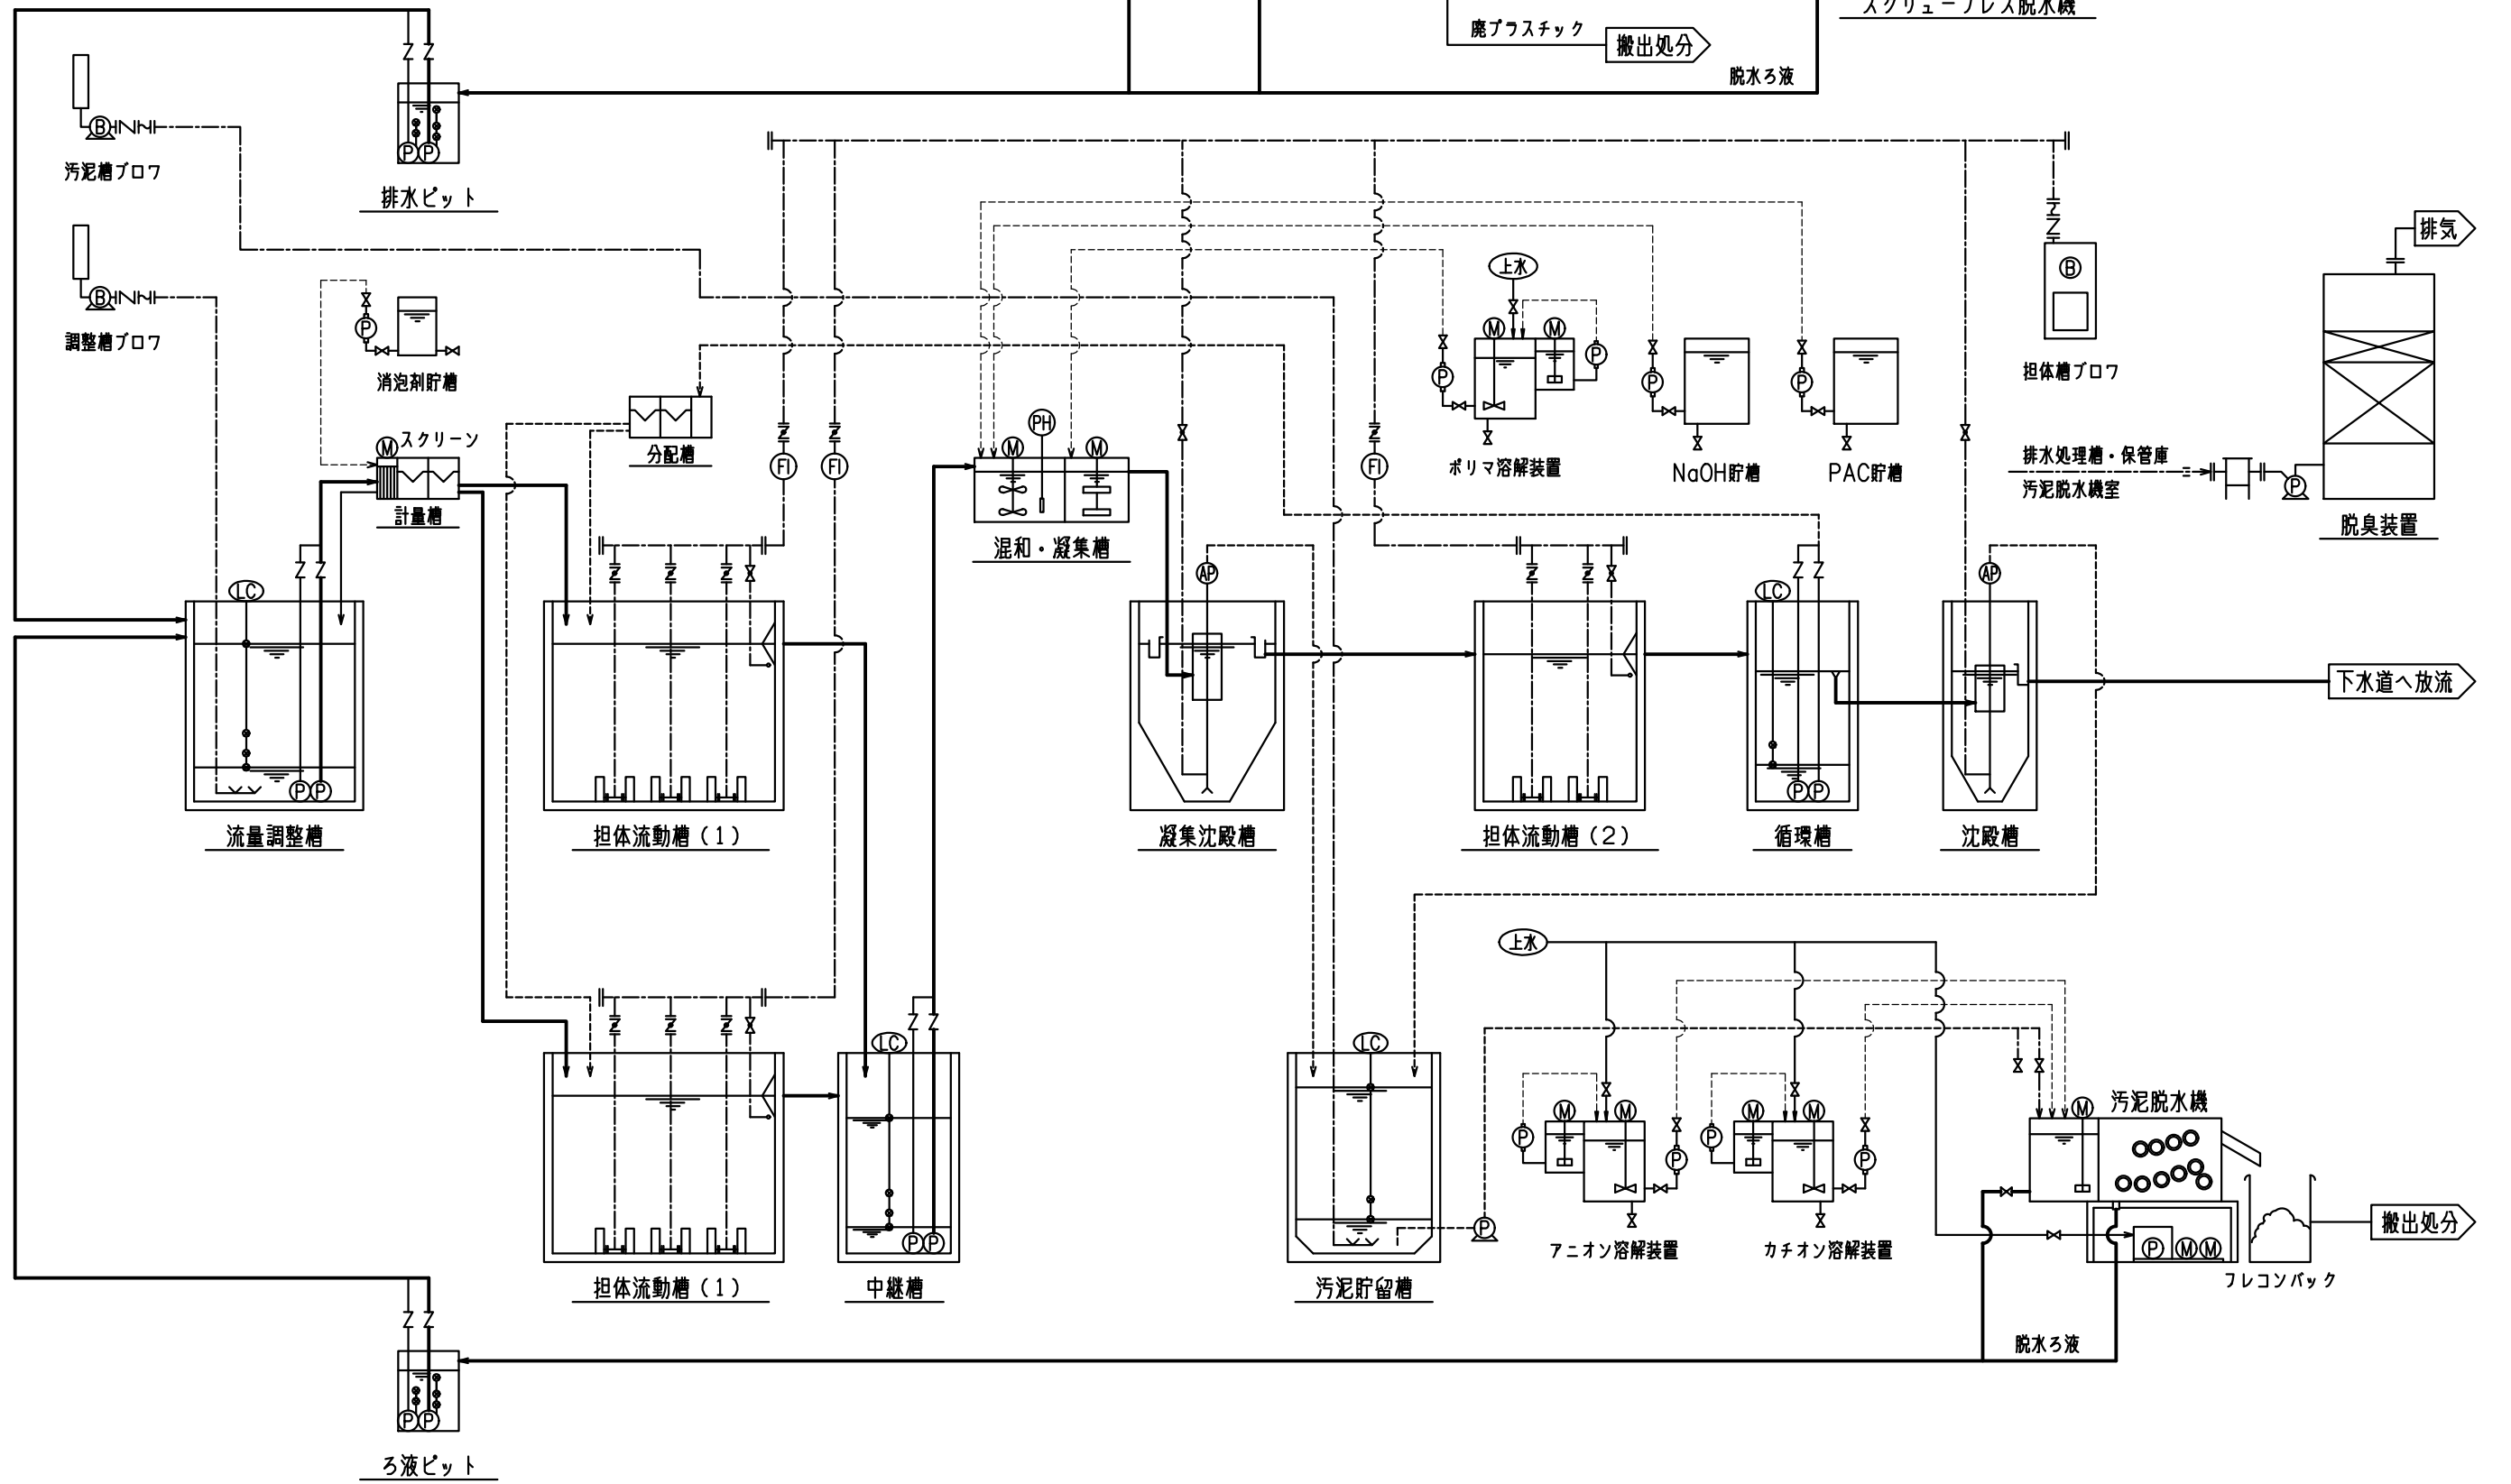 スクリュープレス脱水機
廃プラスチック
搬出処分
脱水ろ液
B
汚泥槽ブロワ
P P
排水ピット
B
調整槽ブロワ
P
消泡剤貯槽
M スクリーン
計量槽
分配槽
FI FI
PH
M M
混和・凝集槽
FI
上水
M M
P P
ポリマ溶解装置
P
NaOH貯槽
P
PAC貯槽
B
担体槽ブロワ
排気
排水処理槽・保管庫
汚泥脱水機室
P
脱臭装置
LC
P P
流量調整槽
担体流動槽（1）
AP
凝集沈殿槽
担体流動槽（2）
LC
P P
循環槽
AP
沈殿槽
下水道へ放流
担体流動槽（1）
LC
P P
中継槽
LC
汚泥貯留槽
P
上水
P M M P
アニオン溶解装置
P M M P
カチオン溶解装置
汚泥脱水機
M
P M M
フレコンバック
搬出処分
脱水ろ液
P P
ろ液ピット